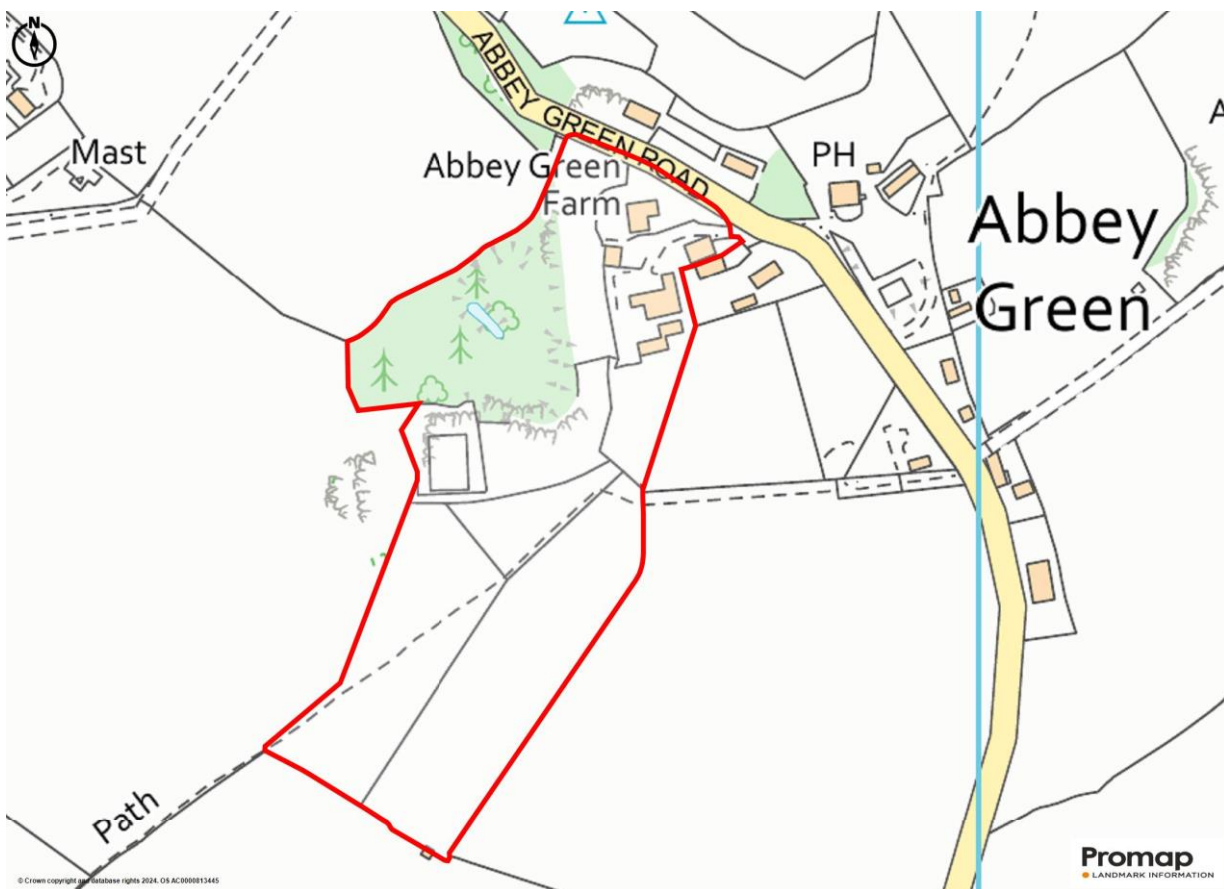 N
ABBEY GREEN ROAD
Mast
Abbey Green
Farm
PH
A
Abbey
Green
Path
© Crown copyright and database rights 2024. OS AC0000813445
Promap
LANDMARK INFORMATION